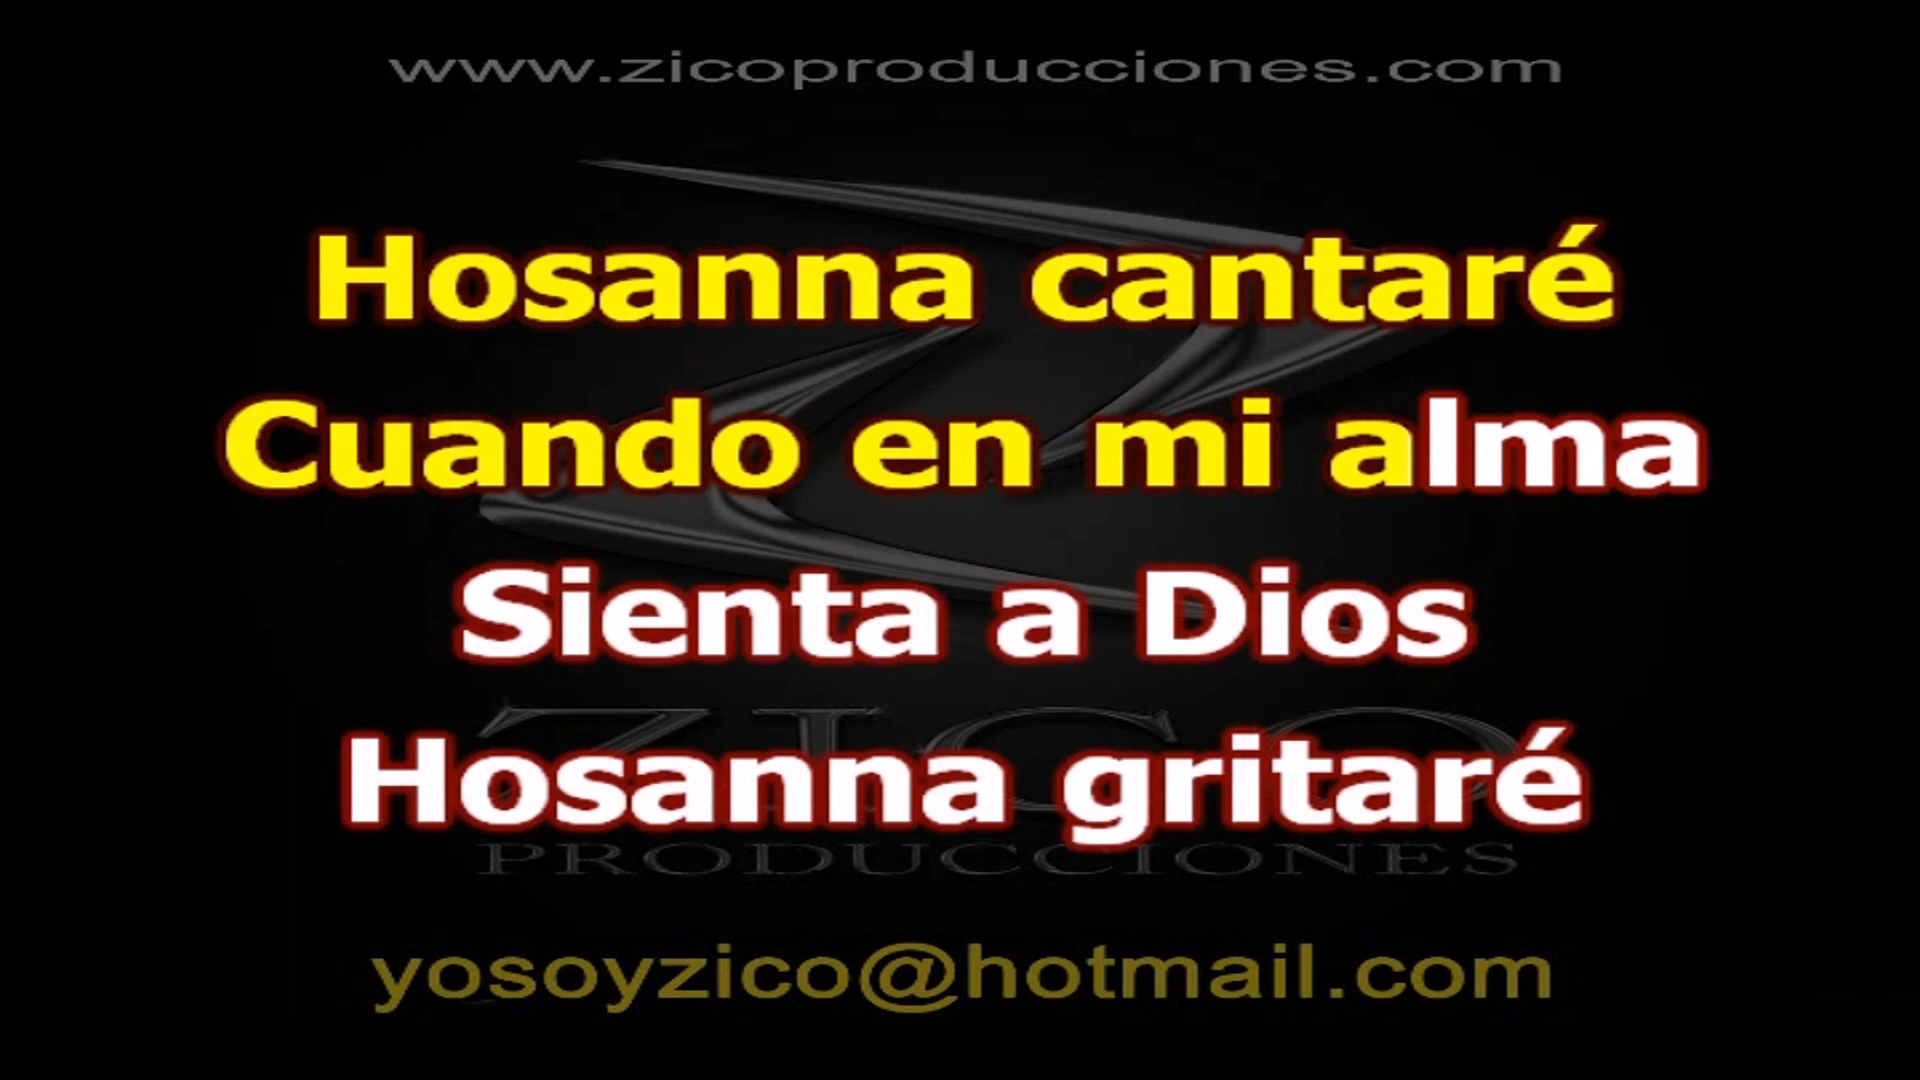 www.zicoproducciones.com
Hosanna cantaré
Cuando en mi alma
Sienta a Dios
ZICO
Hosanna gritaré
PRODUCCIONES
yosoyzico@hotmail.com